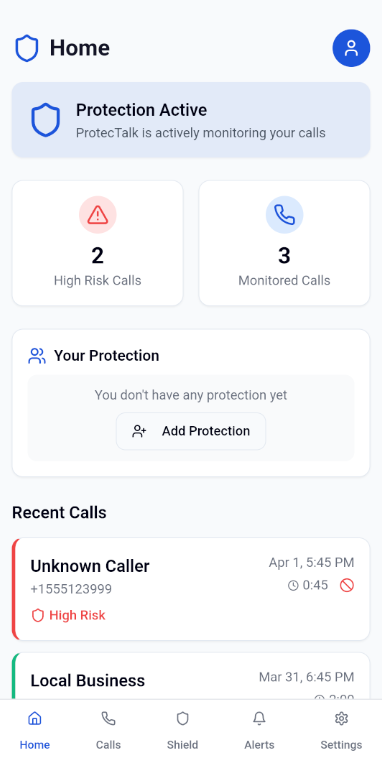 Home
Protection Active
ProtecTalk is actively monitoring your calls
2
High Risk Calls
3
Monitored Calls
Your Protection
You don't have any protection yet
Add Protection
Recent Calls
Unknown Caller
Apr 1, 5:45 PM
+1555123999
0:45
High Risk
Local Business
Mar 31, 6:45 PM
Home
Calls
Shield
Alerts
Settings